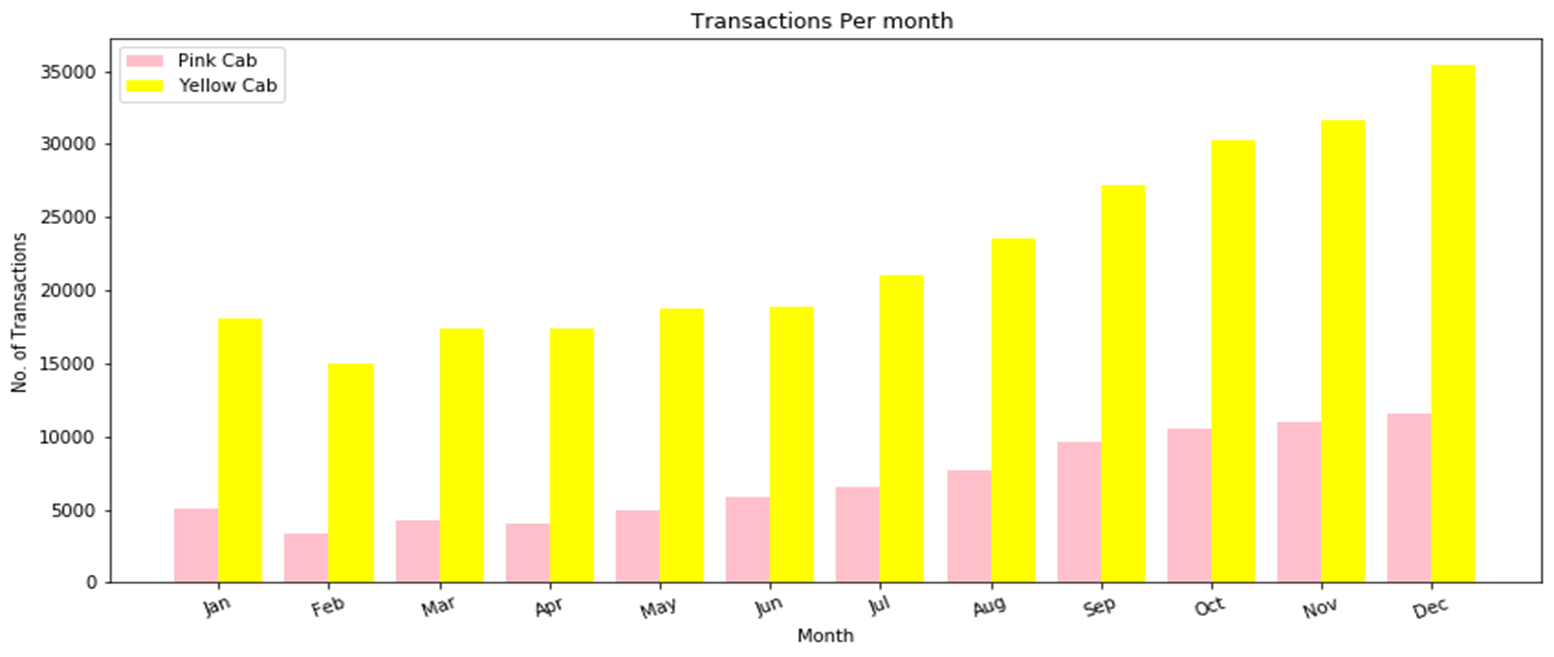 Transactions Per month
Pink Cab
Yellow Cab
No. of Transactions
35000
30000
25000
20000
15000
10000
5000
0
Jan Feb Mar Apr May Jun Jul Aug Sep Oct Nov Dec
Month